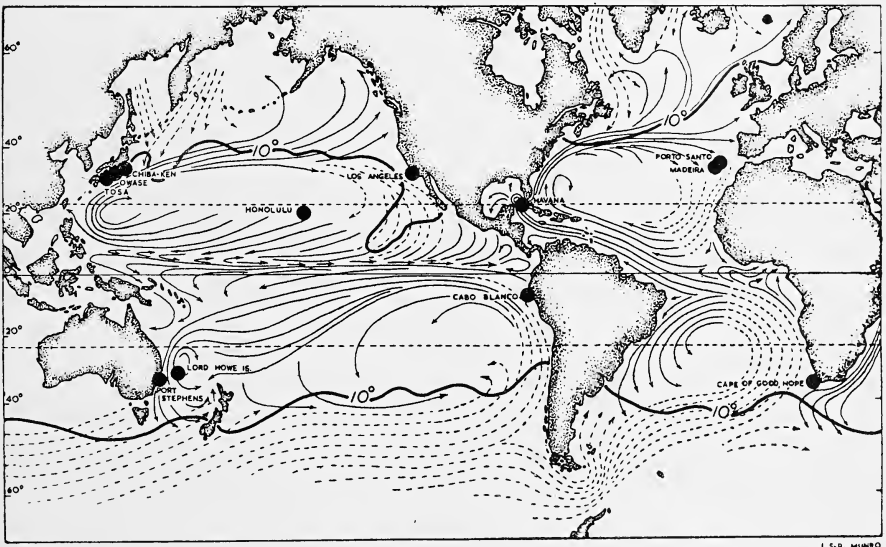 60°
40°
20°
0°
20°
40°
60°
10°
10°
10°
10°
CHIBA-KEN
OWASE
TOSA
HONOLULU
LOS ANGELES
HAVANA
PORTO SANTO
MADEIRA
CABO BLANCO
LORD HOWE IS.
PORT
STEPHENS
CAPE OF GOOD HOPE
I.S.R. MUNRO